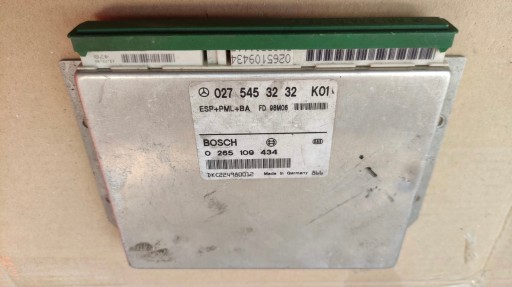 0265109434
027 545 32 32 K01
ESP+PML+BA FD 98M06
BOSCH
0 265 109 434
Made in Germany